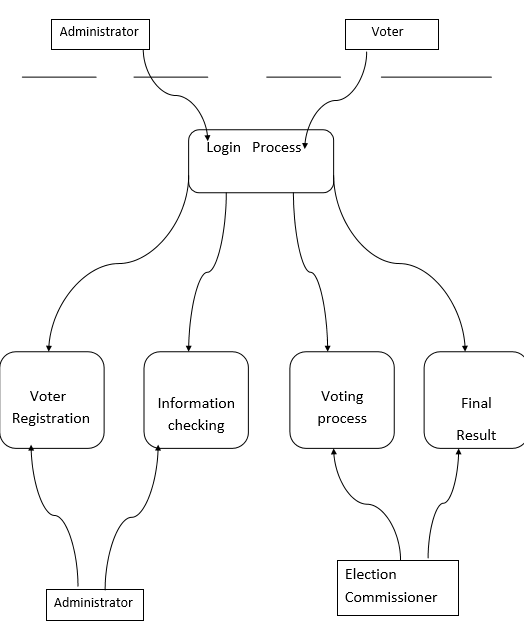 Administrator
Voter
Login Process
Voter
Registration
Information
checking
Voting
process
Final
Result
Administrator
Election
Commissioner